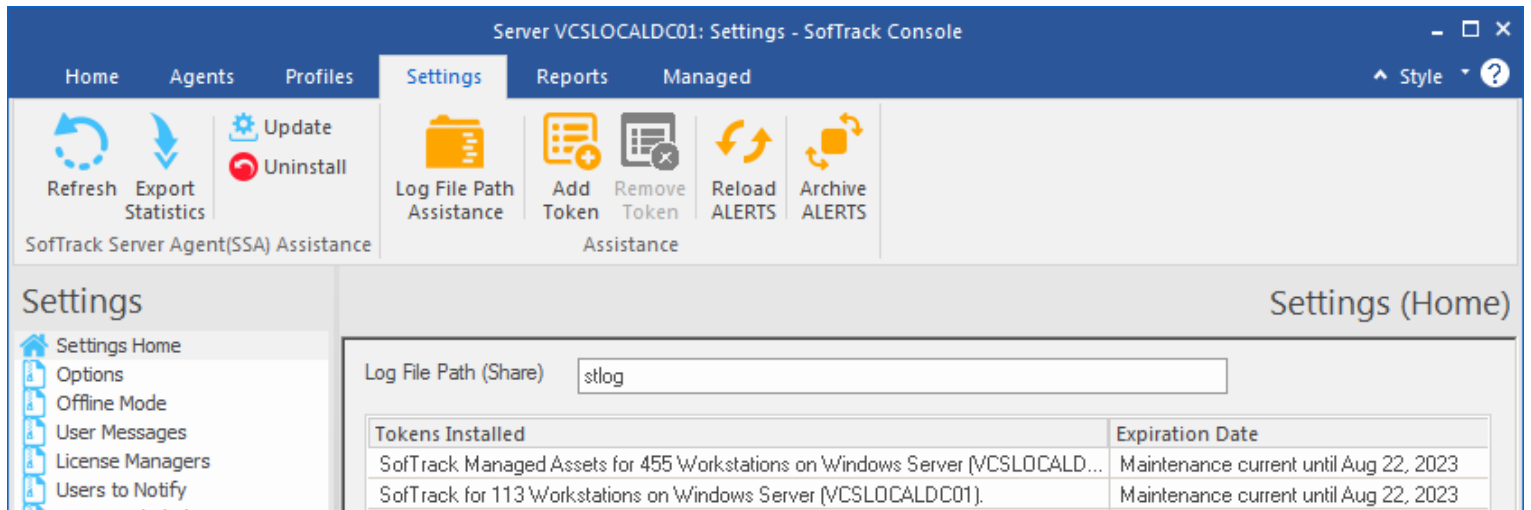 Server VCSLOCALDC01: Settings - SofTrack Console
Home Agents Profiles Settings Reports Managed Style ?
Update
Uninstall
Refresh Export Log File Path Add Remove Reload Archive
Statistics Assistance Token Token ALERTS ALERTS
SofTrack Server Agent(SSA) Assistance Assistance
Settings Settings (Home)
Settings Home
Log File Path (Share) stlog
Options
Offline Mode
User Messages Tokens Installed Expiration Date
License Managers SofTrack Managed Assets for 455 Workstations on Windows Server (VCSLOCALD... Maintenance current until Aug 22, 2023
Users to Notify SofTrack for 113 Workstations on Windows Server (VCSLOCALDC01). Maintenance current until Aug 22, 2023